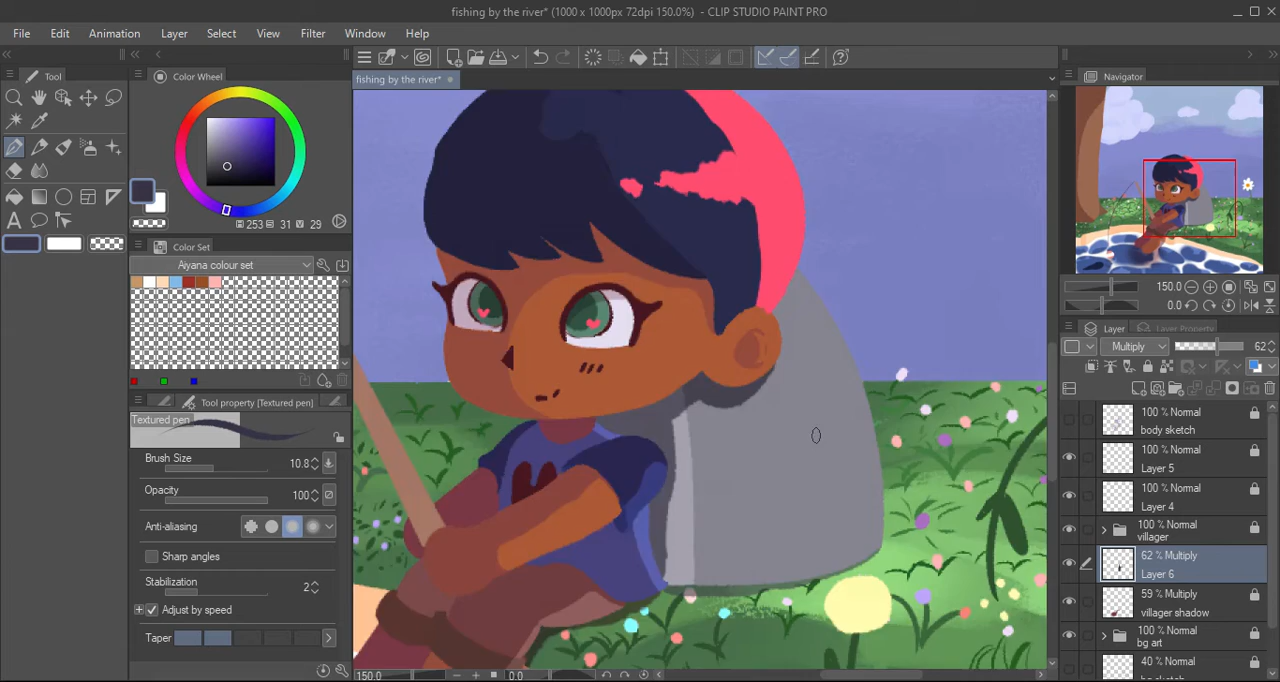 fishing by the river* (1000 x 1000px 72dpi 150.0%) - CLIP STUDIO PAINT PRO
File Edit Animation Layer Select View Filter Window Help
Tool
Color Wheel
253 31 29
Color Set
Aiyana colour set
Tool property (Textured pen)
Textured pen
Brush Size 10.8
Opacity 100
Anti-aliasing
Sharp angles
Stabilization 2
Adjust by speed
Taper
fishing by the river*
150.0 0.0
Navigator
150.0
0.0
Layer Layer Property
Multiply 62
100 % Normal
body sketch
100 % Normal
Layer 5
100 % Normal
Layer 4
100 % Normal
villager
62 % Multiply
Layer 6
59 % Multiply
villager shadow
100 % Normal
bg art
40 % Normal